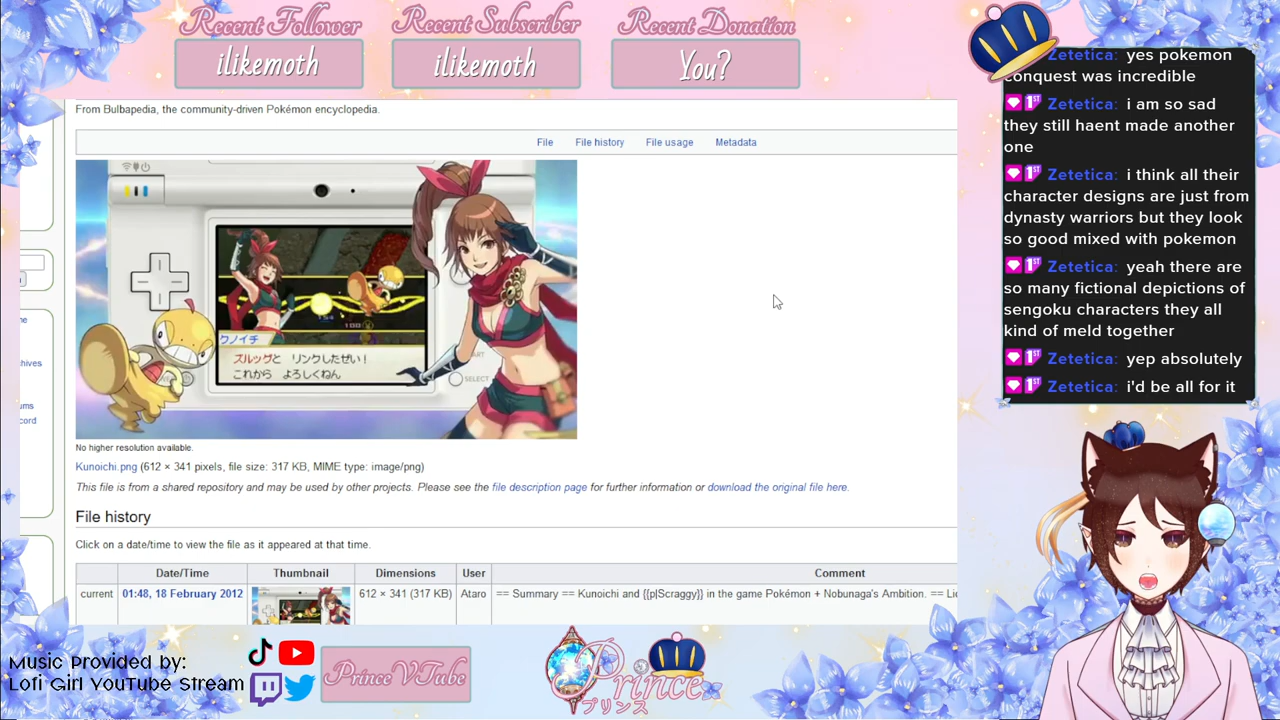 Recent Follower
ilikemoth
Recent Subscriber
ilikemoth
Recent Donation
You?
From Bulbapedia, the community-driven Pokémon encyclopedia.
File
File history
File usage
Metadata
クノイチ
ズルッグと リンクしたぜい!
これから よろしくねん
SELECT
No higher resolution available.
Kunoichi.png (612 × 341 pixels, file size: 317 KB, MIME type: image/png)
This file is from a shared repository and may be used by other projects. Please see the file description page for further information or download the original file here.
File history
Click on a date/time to view the file as it appeared at that time.
Date/Time
Thumbnail
Dimensions
User
Comment
current
01:48, 18 February 2012
612 × 341 (317 KB)
Ataro
== Summary == Kunoichi and {{p|Scraggy}} in the game Pokémon + Nobunaga's Ambition. ==
Zetetica: yes pokemon
conquest was incredible
1ST Zetetica: i am so sad
they still haent made another
one
1ST Zetetica: i think all their
character designs are just from
dynasty warriors but they look
so good mixed with pokemon
1ST Zetetica: yeah there are
so many fictional depictions of
sengoku characters they all
kind of meld together
1ST Zetetica: yep absolutely
1ST Zetetica: i'd be all for it
Music Provided by:
Lofi Girl YouTube Stream
PrinceVTube
Prince
プリンス